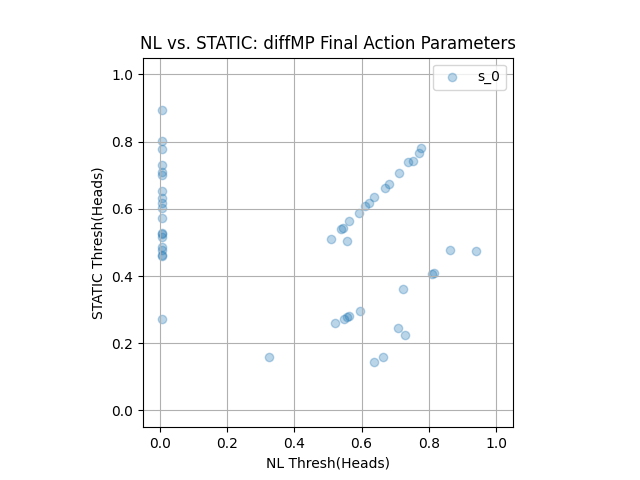 NL vs. STATIC: diffMP Final Action Parameters
s_0
1.0
0.8
0.6
0.4
0.2
0.0
STATIC Thresh(Heads)
0.0 0.2 0.4 0.6 0.8 1.0
NL Thresh(Heads)